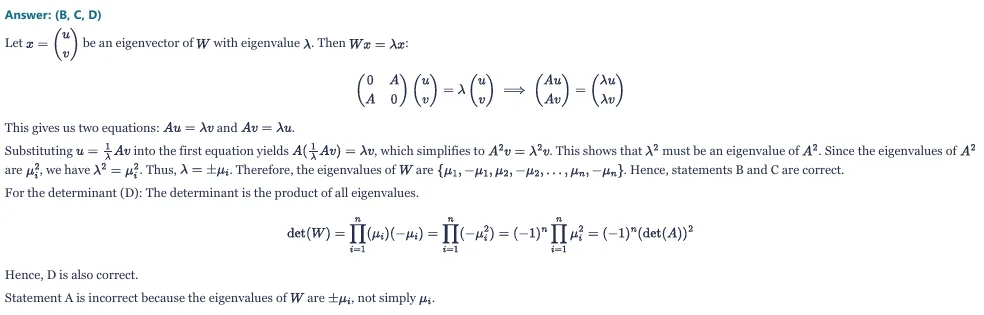 Answer: (B, C, D)
Let x = (u v) be an eigenvector of W with eigenvalue λ. Then Wx = λx:
(0 A A 0) (u v) = λ (u v) ⟹ (Au Av) = (λu λv)
This gives us two equations: Au = λv and Av = λu.
Substituting u = 1/λ Av into the first equation yields A(1/λ Av) = λv, which simplifies to A²v = λ²v. This shows that λ² must be an eigenvalue of A². Since the eigenvalues of A²
are μᵢ², we have λ² = μᵢ². Thus, λ = ±μᵢ. Therefore, the eigenvalues of W are {μ₁, −μ₁, μ₂, −μ₂, . . . , μₙ, −μₙ}. Hence, statements B and C are correct.
For the determinant (D): The determinant is the product of all eigenvalues.
det(W) = ∏ᵢ₌₁ⁿ (μᵢ)(−μᵢ) = ∏ᵢ₌₁ⁿ (−μᵢ²) = (−1)ⁿ ∏ᵢ₌₁ⁿ μᵢ² = (−1)ⁿ(det(A))²
Hence, D is also correct.
Statement A is incorrect because the eigenvalues of W are ±μᵢ, not simply μᵢ.